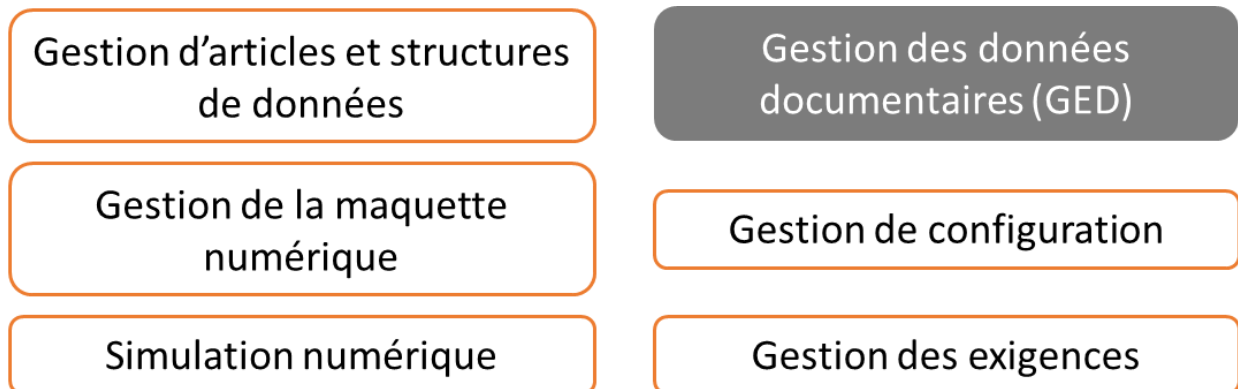 Gestion d’articles et structures
de données
Gestion des données
documentaires (GED)
Gestion de la maquette
numérique
Gestion de configuration
Simulation numérique
Gestion des exigences